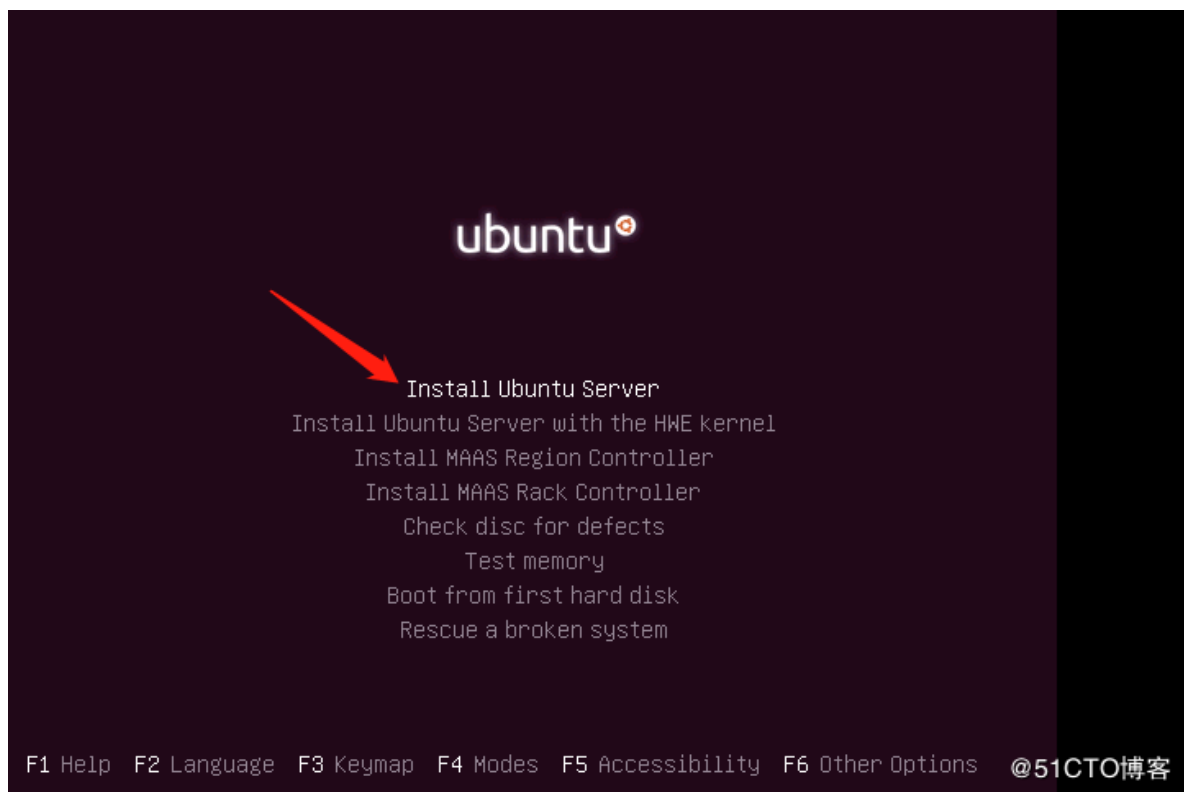 ubuntu
Install Ubuntu Server
Install Ubuntu Server with the HWE kernel
Install MAAS Region Controller
Install MAAS Rack Controller
Check disc for defects
Test memory
Boot from first hard disk
Rescue a broken system
F1 Help F2 Language F3 Keymap F4 Modes F5 Accessibility F6 Other Options @51CTO博客